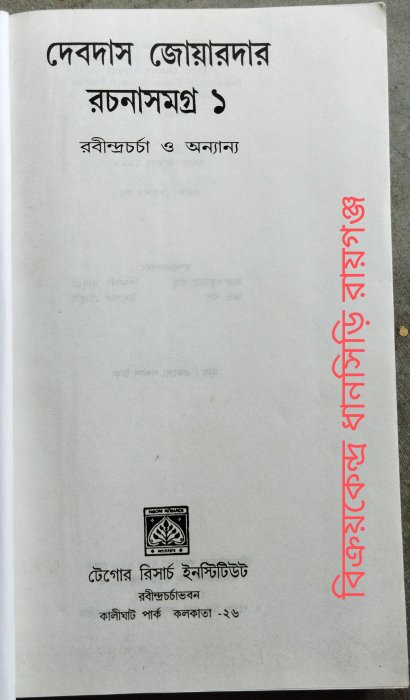 দেবদাস জোয়ারদার
রচনাসমগ্র ১
রবীন্দ্রচর্চা ও অন্যান্য
টেগোর রিসার্চ ইনস্টিটিউট
রবীন্দ্রচর্চাভবন
কালীঘাট পার্ক কলকাতা -২৬
বিক্রয়কেন্দ্র ধানসিড়ি রায়গঞ্জ